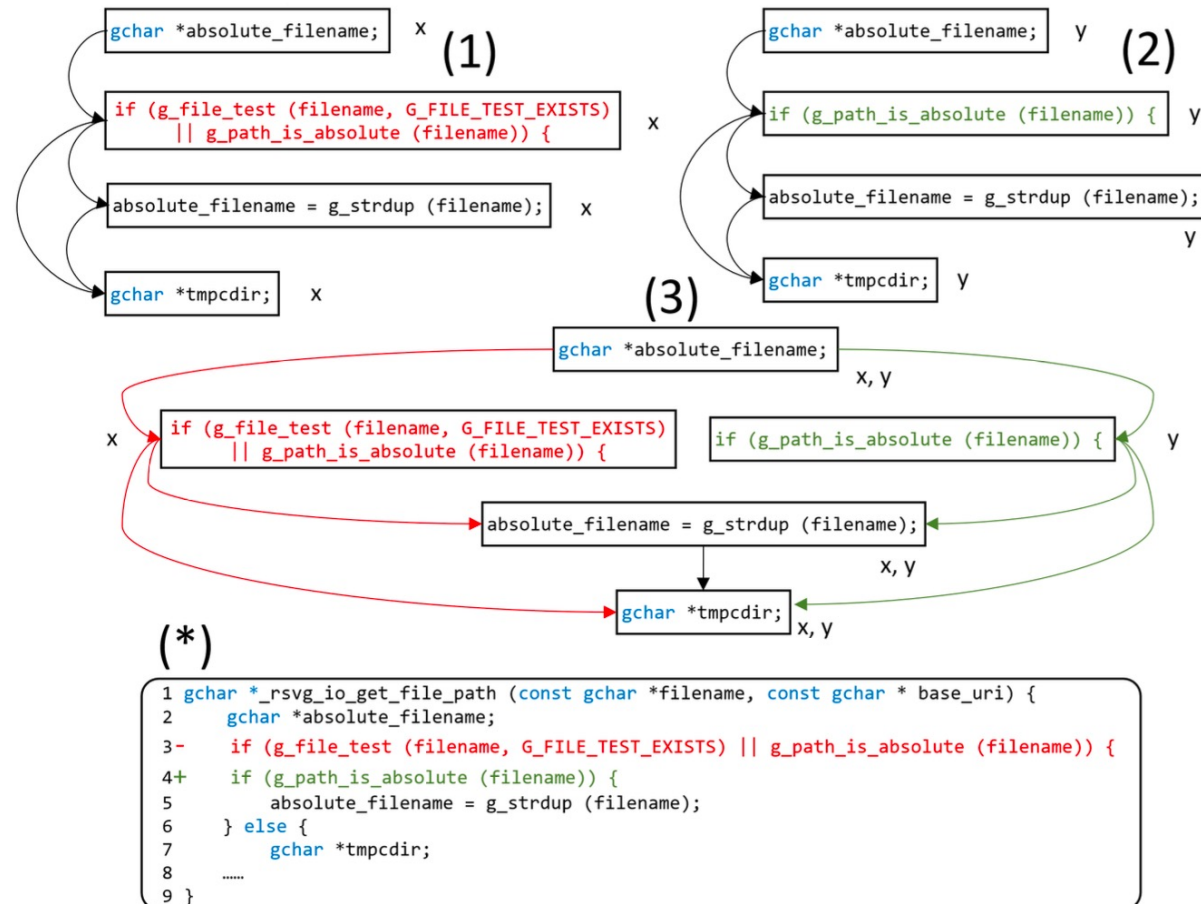 gchar *absolute_filename;
x
(1)
if (g_file_test (filename, G_FILE_TEST_EXISTS)
|| g_path_is_absolute (filename)) {
x
absolute_filename = g_strdup (filename);
x
gchar *tmpcdir;
x
gchar *absolute_filename;
y
(2)
if (g_path_is_absolute (filename)) {
y
absolute_filename = g_strdup (filename);
y
gchar *tmpcdir;
y
(3)
gchar *absolute_filename;
x, y
x
if (g_file_test (filename, G_FILE_TEST_EXISTS)
|| g_path_is_absolute (filename)) {
if (g_path_is_absolute (filename)) {
y
absolute_filename = g_strdup (filename);
x, y
gchar *tmpcdir;
x, y
(*)
1 gchar *_rsvg_io_get_file_path (const gchar *filename, const gchar * base_uri) {
2 gchar *absolute_filename;
3- if (g_file_test (filename, G_FILE_TEST_EXISTS) || g_path_is_absolute (filename)) {
4+ if (g_path_is_absolute (filename)) {
5 absolute_filename = g_strdup (filename);
6 } else {
7 gchar *tmpcdir;
8 ……
9 }